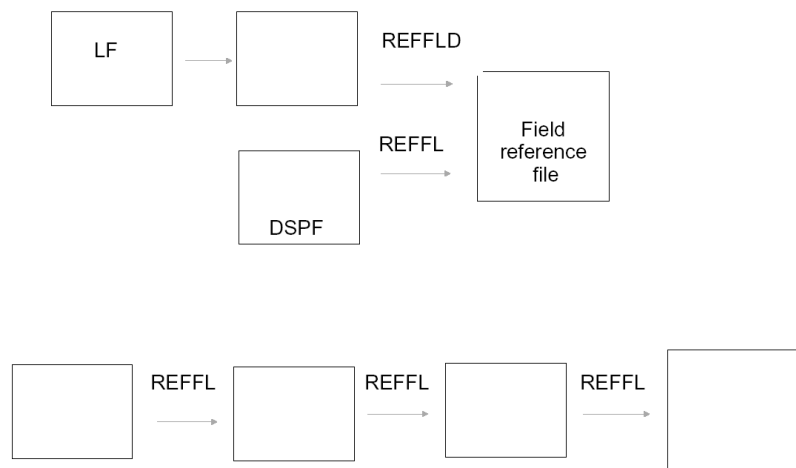 LF
REFFLD
REFFL
Field
reference
file
DSPF
REFFL
REFFL
REFFL